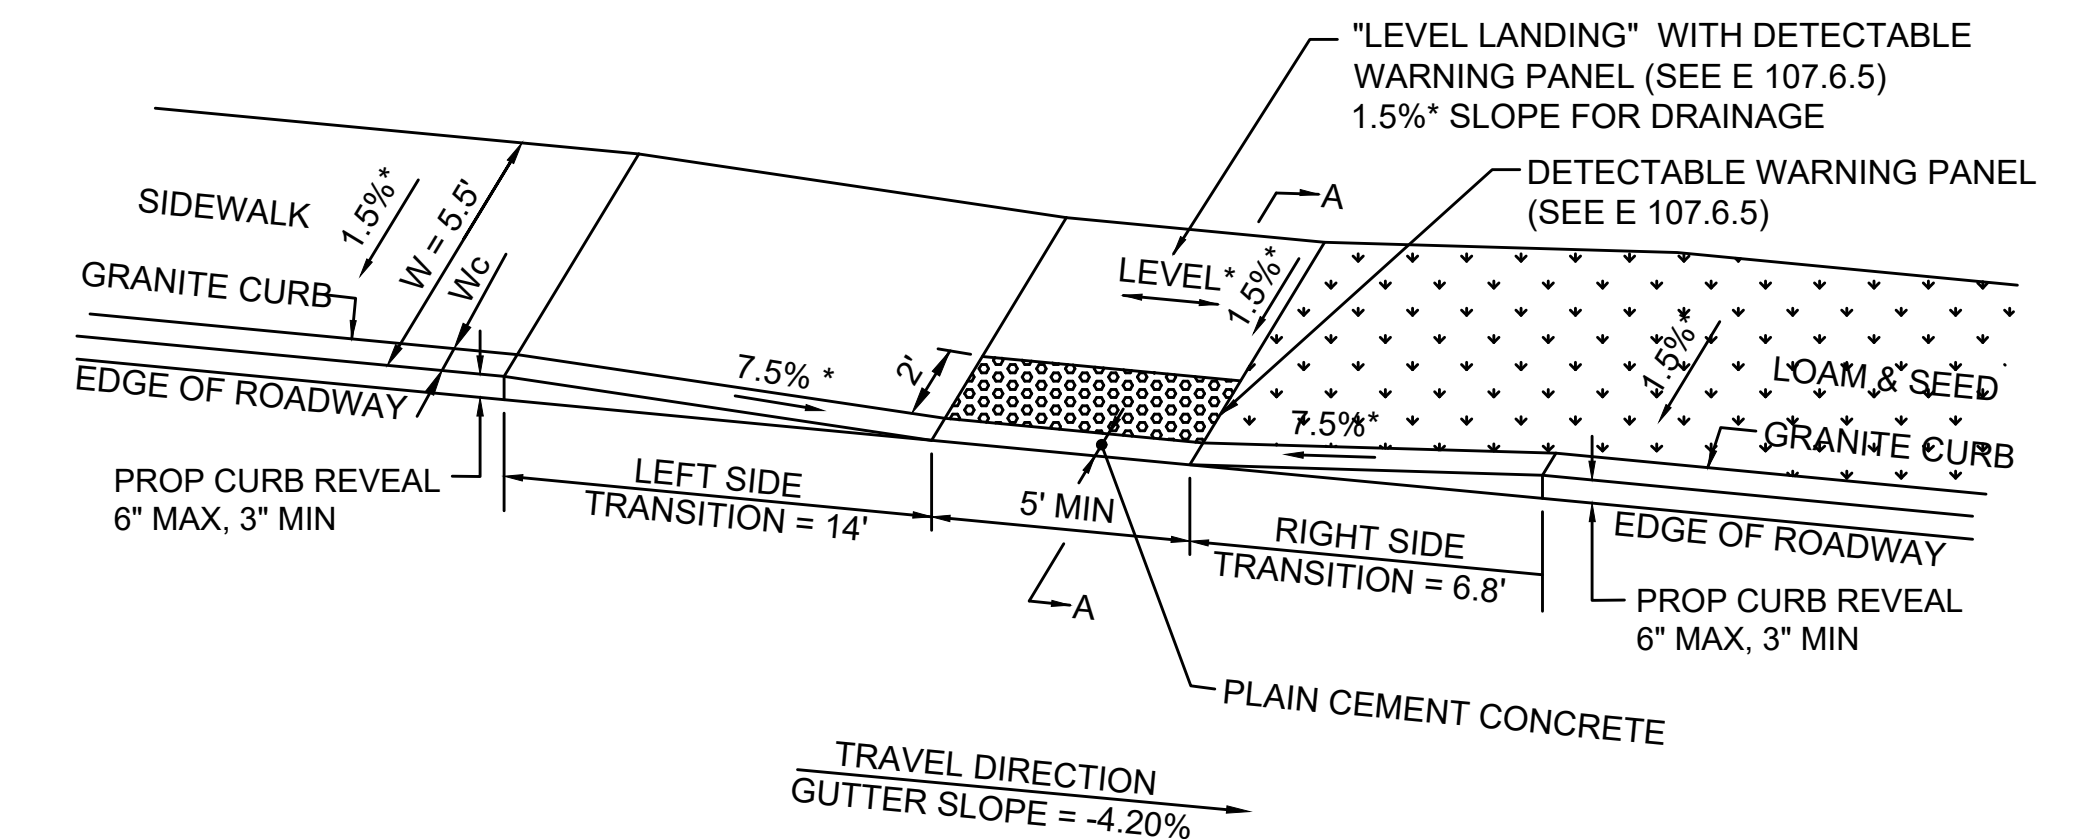 "LEVEL LANDING" WITH DETECTABLE
WARNING PANEL (SEE E 107.6.5)
1.5%* SLOPE FOR DRAINAGE
DETECTABLE WARNING PANEL
(SEE E 107.6.5)
A
SIDEWALK
1.5%*
W = 5.5'
Wc
GRANITE CURB
LEVEL*
1.5%*
EDGE OF ROADWAY
7.5% *
2'
7.5%*
1.5%*
LOAM & SEED
GRANITE CURB
PROP CURB REVEAL
6" MAX, 3" MIN
LEFT SIDE
TRANSITION = 14'
5' MIN
RIGHT SIDE
TRANSITION = 6.8'
EDGE OF ROADWAY
PROP CURB REVEAL
6" MAX, 3" MIN
A
PLAIN CEMENT CONCRETE
TRAVEL DIRECTION
GUTTER SLOPE = -4.20%